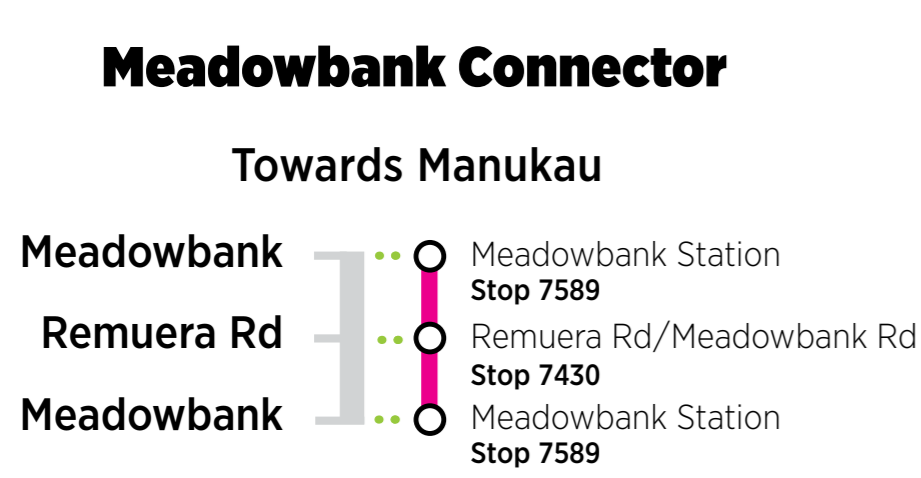 Meadowbank Connector
Towards Manukau
Meadowbank
Meadowbank Station
Stop 7589
Remuera Rd
Remuera Rd/Meadowbank Rd
Stop 7430
Meadowbank
Meadowbank Station
Stop 7589